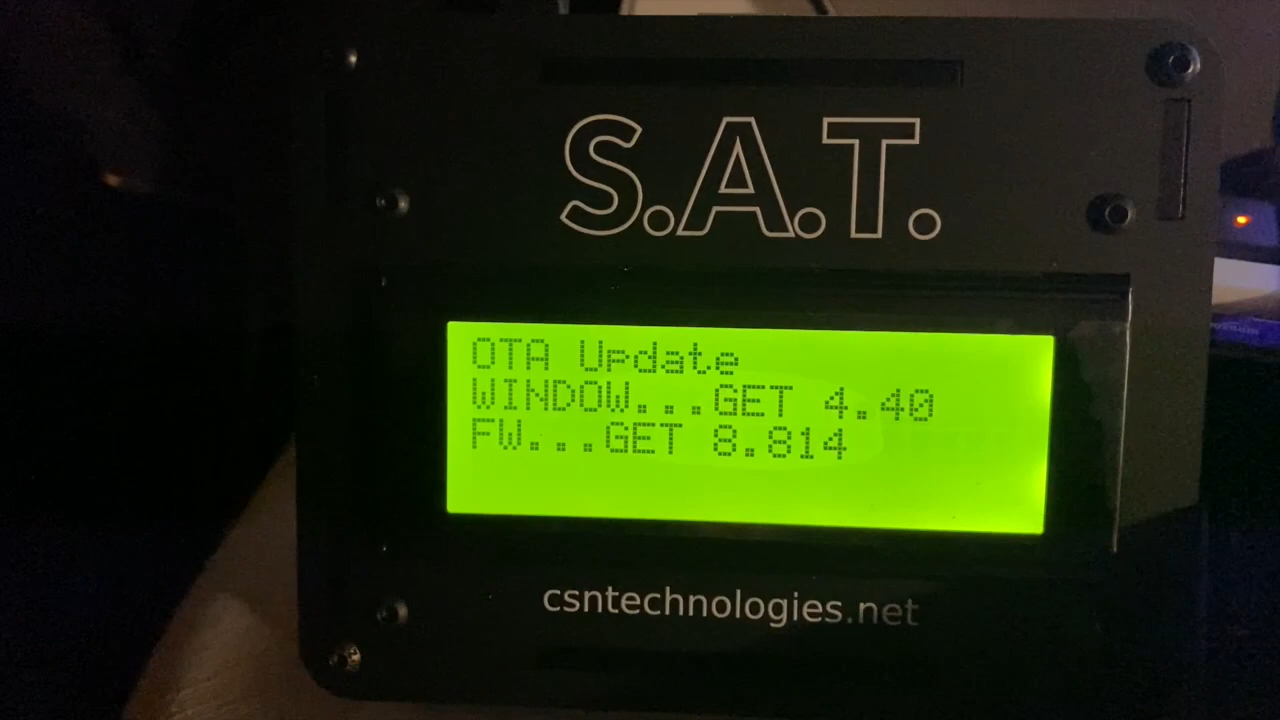 S.A.T.
OTA Update
WINDOW...GET 4.40
FW...GET 8.814
csntechnologies.net